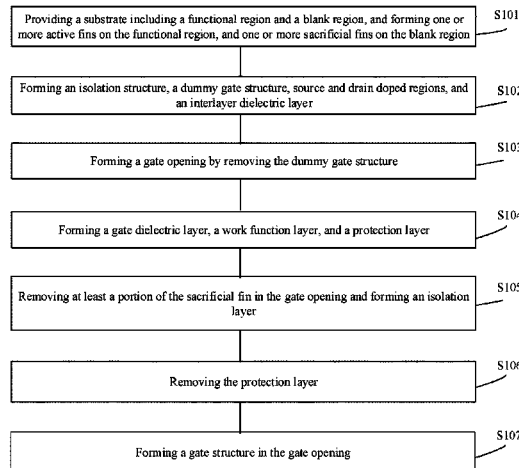 Providing a substrate including a functional region and a blank region, and forming one or
more active fins on the functional region, and one or more sacrificial fins on the blank region
S101
Forming an isolation structure, a dummy gate structure, source and drain doped regions, and
an interlayer dielectric layer
S102
Forming a gate opening by removing the dummy gate structure
S103
Forming a gate dielectric layer, a work function layer, and a protection layer
S104
Removing at least a portion of the sacrificial fin in the gate opening and forming an isolation
layer
S105
Removing the protection layer
S106
Forming a gate structure in the gate opening
S107